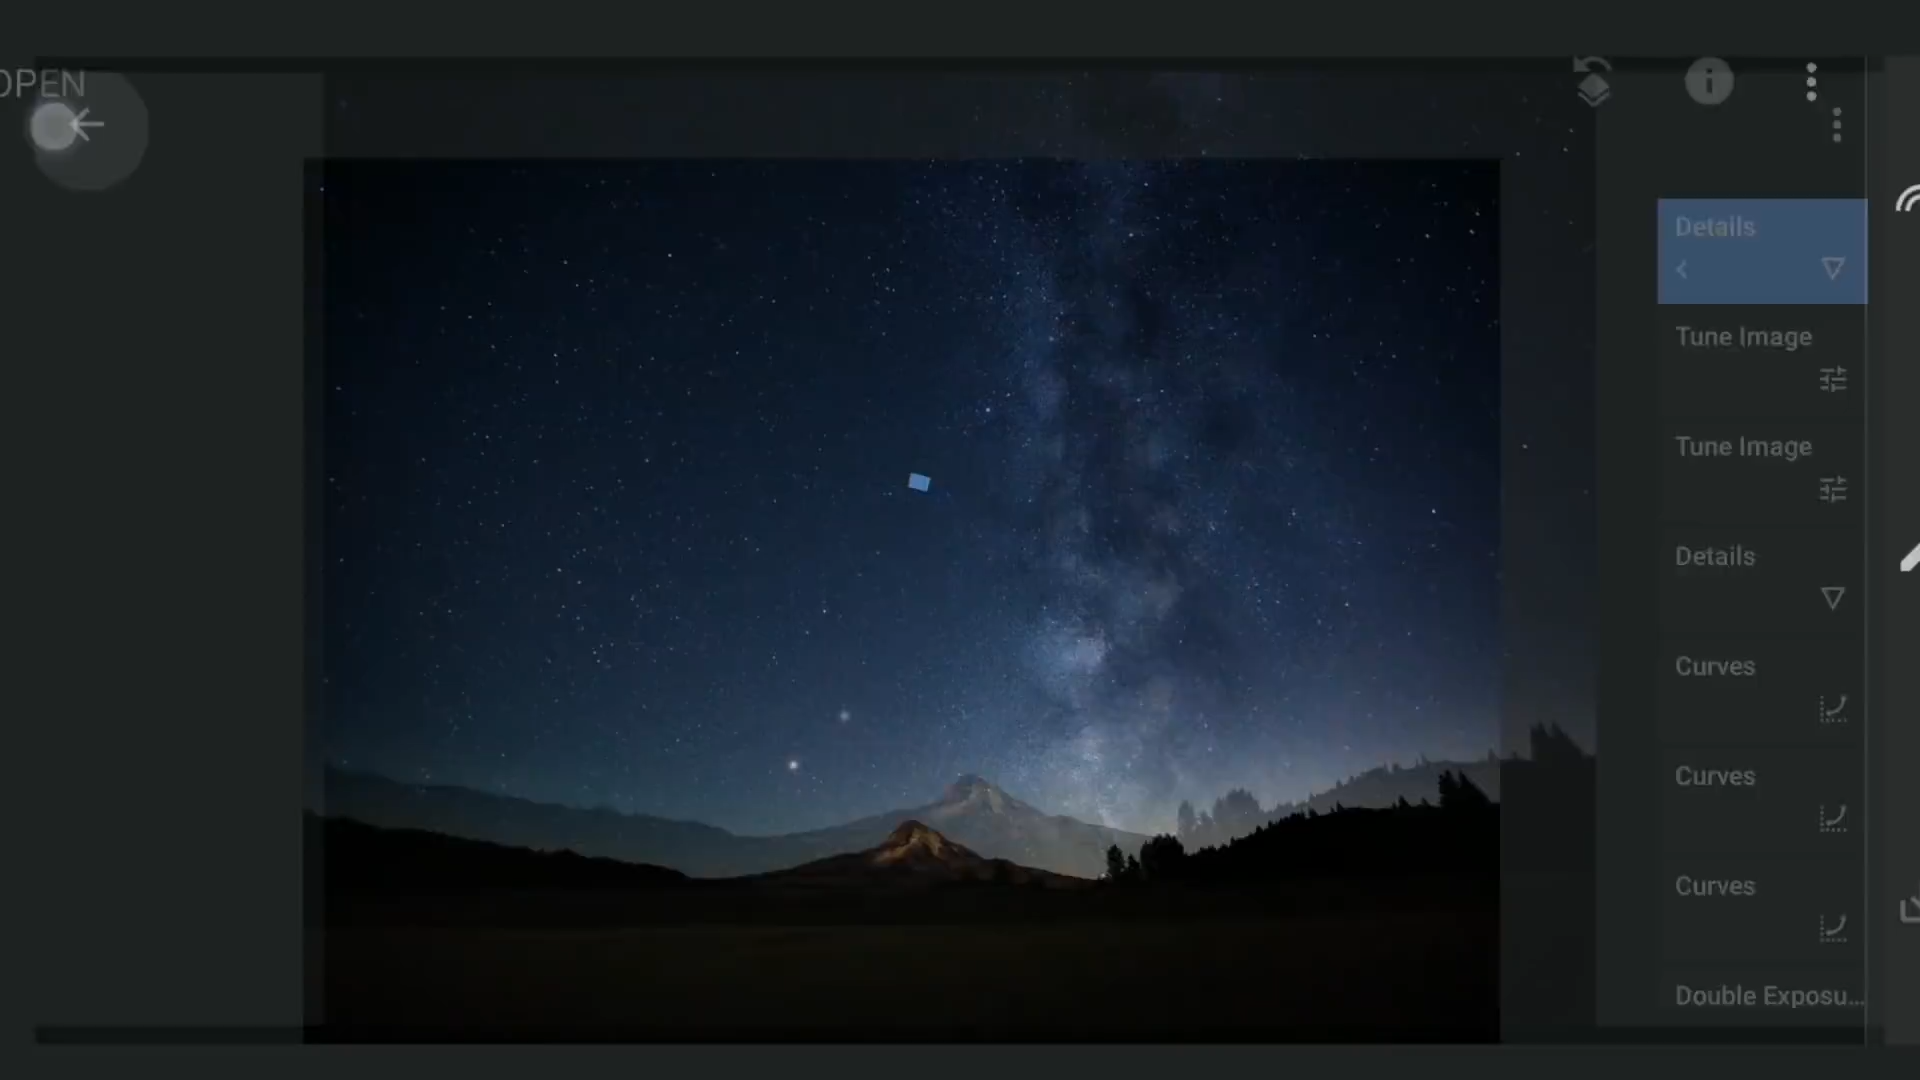 OPEN
Details
Tune Image
Tune Image
Details
Curves
Curves
Curves
Double Exposu...